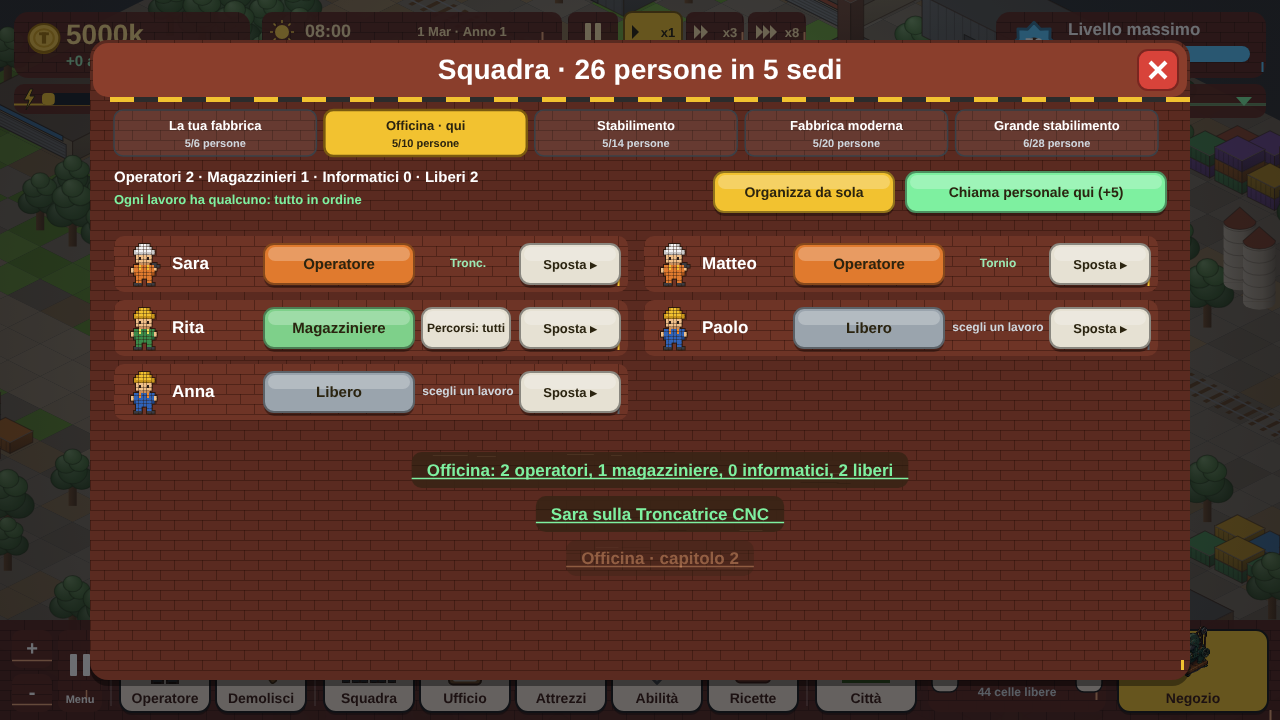 5000k
08:00
1 Mar · Anno 1
x1
x3
x8
Livello massimo
Squadra · 26 persone in 5 sedi
La tua fabbrica
5/6 persone
Officina · qui
5/10 persone
Stabilimento
5/14 persone
Fabbrica moderna
5/20 persone
Grande stabilimento
6/28 persone
Operatori 2 · Magazzinieri 1 · Informatici 0 · Liberi 2
Ogni lavoro ha qualcuno: tutto in ordine
Organizza da sola
Chiama personale qui (+5)
Sara
Operatore
Tronc.
Sposta ▸
Matteo
Operatore
Tornio
Sposta ▸
Rita
Magazziniere
Percorsi: tutti
Sposta ▸
Paolo
Libero
scegli un lavoro
Sposta ▸
Anna
Libero
scegli un lavoro
Sposta ▸
Officina: 2 operatori, 1 magazziniere, 0 informatici, 2 liberi
Sara sulla Troncatrice CNC
Officina · capitolo 2
+
-
Menu
Operatore
Demolisci
Squadra
Ufficio
Attrezzi
Abilità
Ricette
Città
44 celle libere
Negozio